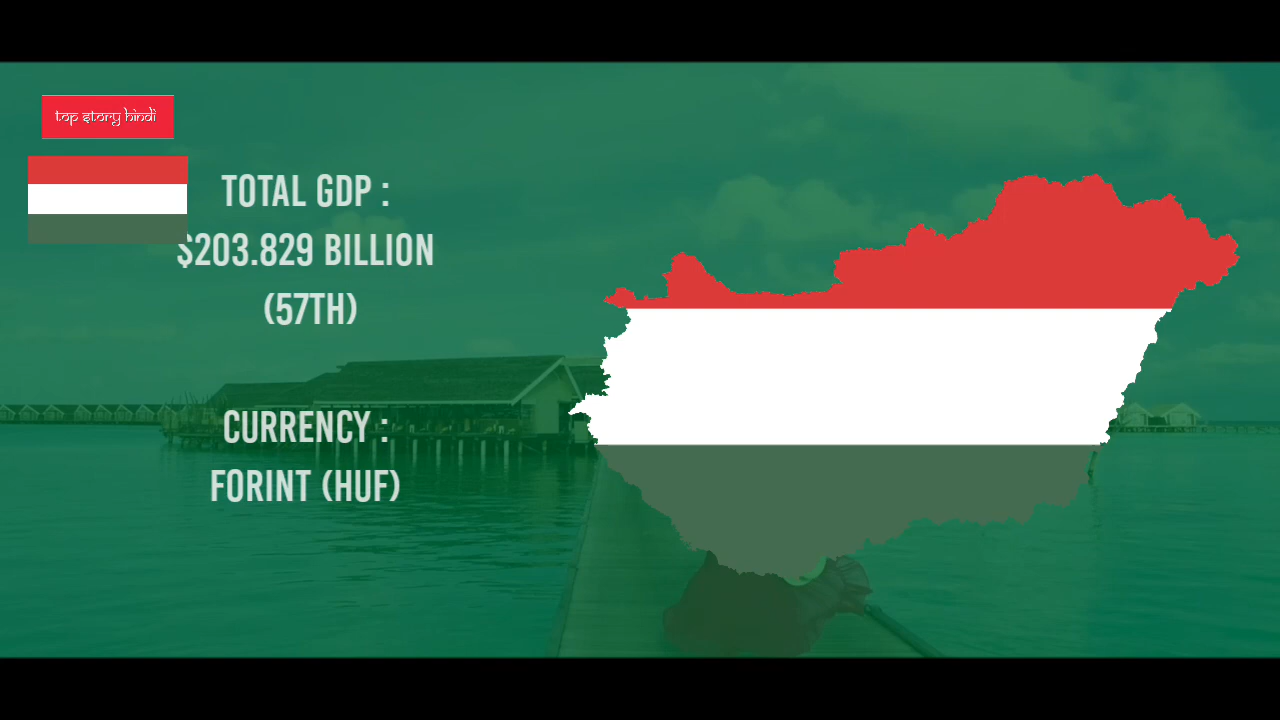 top story hindi
TOTAL GDP :
$203.829 BILLION
(57TH)
CURRENCY :
FORINT (HUF)